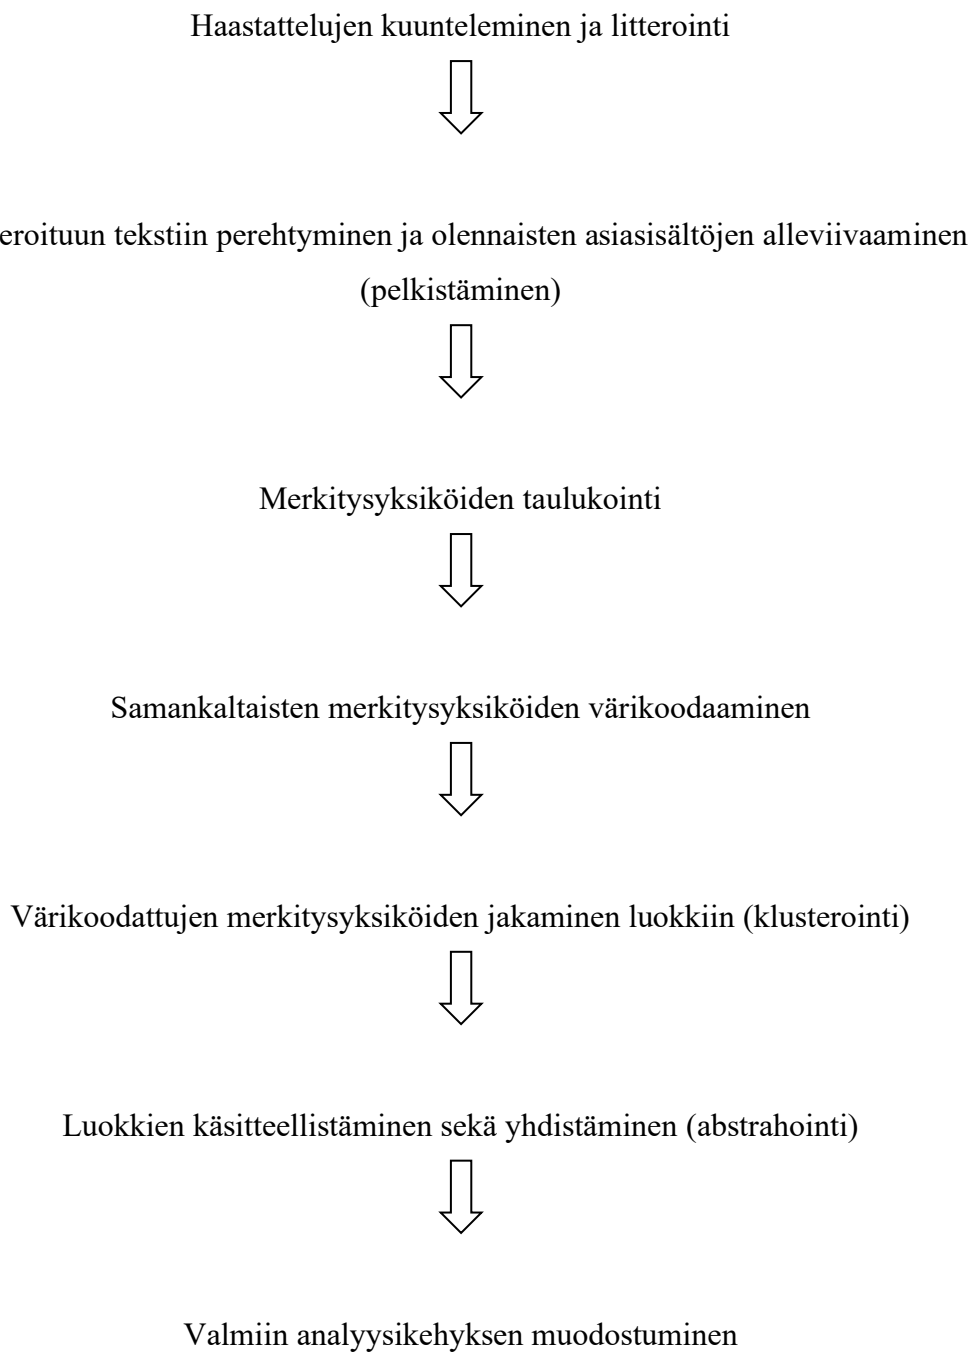 Haastattelujen kuunteleminen ja litterointi
eroituun tekstiin perehtyminen ja olennaisten asiasisältöjen alleviivaaminen
(pelkistäminen)
Merkitysyksiköiden taulukointi
Samankaltaisten merkitysyksiköiden värikoodaaminen
Värikoodattujen merkitysyksiköiden jakaminen luokkiin (klusterointi)
Luokkien käsitteellistäminen sekä yhdistäminen (abstrahointi)
Valmiin analyysikehyksen muodostuminen